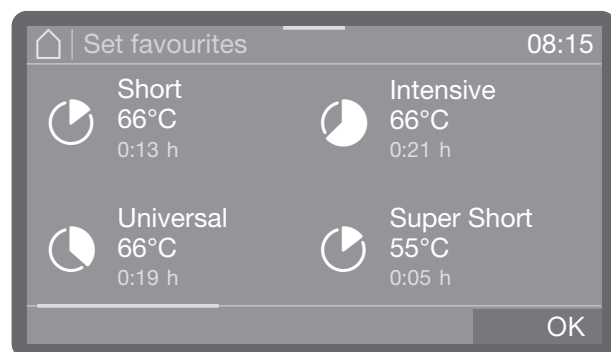 Set favourites
08:15
Short
66°C
0:13 h
Intensive
66°C
0:21 h
Universal
66°C
0:19 h
Super Short
55°C
0:05 h
OK